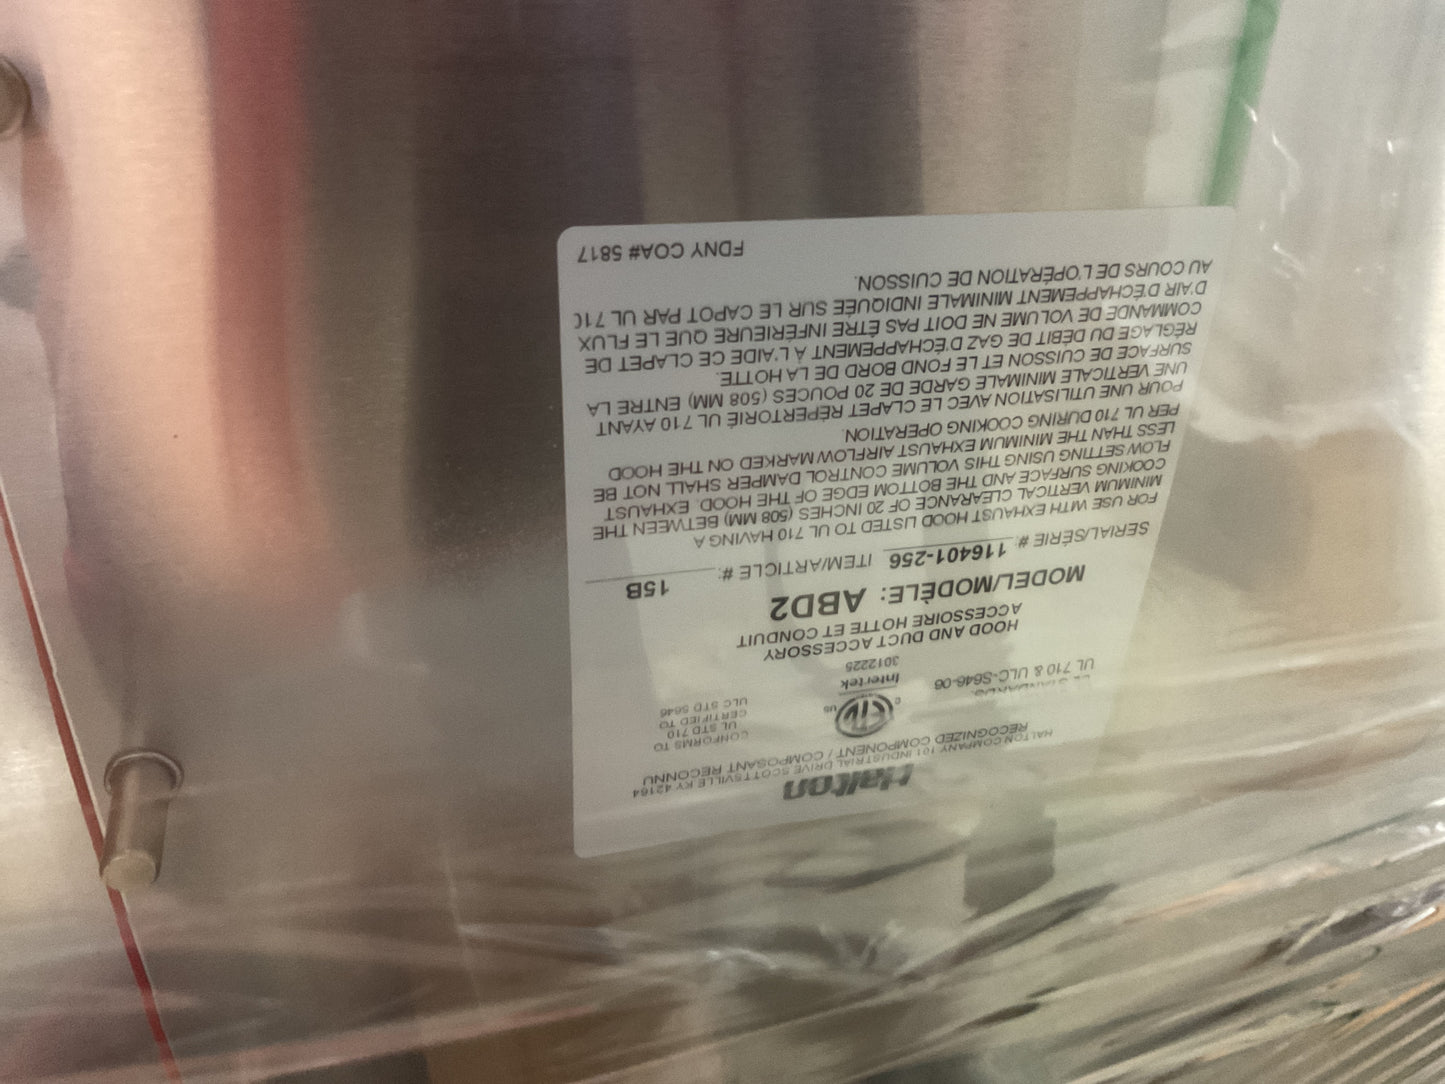 Halton
HALTON COMPANY 101 INDUSTRIAL DRIVE SCOTTSVILLE KY 42164
RECOGNIZED COMPONENT / COMPOSANT RECONNU
STANDARDS:
UL 710 & ULC-S646-06
C ETL US
Intertek
3012225
CONFORMS TO
UL STD 710
CERTIFIED TO
ULC STD S646
HOOD AND DUCT ACCESSORY
ACCESSOIRE HOTTE ET CONDUIT
MODEL/MODÈLE: ABD2
SERIAL/SÉRIE #: 116401-256 ITEM/ARTICLE #: 15B
FOR USE WITH EXHAUST HOOD LISTED TO UL 710 HAVING A
MINIMUM VERTICAL CLEARANCE OF 20 INCHES (508 MM) BETWEEN THE
COOKING SURFACE AND THE BOTTOM EDGE OF THE HOOD. EXHAUST
FLOW SETTING USING THIS VOLUME CONTROL DAMPER SHALL NOT BE
LESS THAN THE MINIMUM EXHAUST AIRFLOW MARKED ON THE HOOD
PER UL 710 DURING COOKING OPERATION.
POUR UNE UTILISATION AVEC LE CLAPET RÉPERTORIÉ UL 710 AYANT
UNE VERTICALE MINIMALE GARDE DE 20 POUCES (508 MM) ENTRE LA
SURFACE DE CUISSON ET LE FOND BORD DE LA HOTTE.
RÉGLAGE DU DÉBIT DE GAZ D'ÉCHAPPEMENT À L'AIDE CE CLAPET DE
COMMANDE DE VOLUME NE DOIT PAS ÊTRE INFÉRIEURE QUE LE FLUX
D'AIR D'ÉCHAPPEMENT MINIMALE INDIQUÉE SUR LE CAPOT PAR UL 710
AU COURS DE L'OPÉRATION DE CUISSON.
FDNY COA# 5817